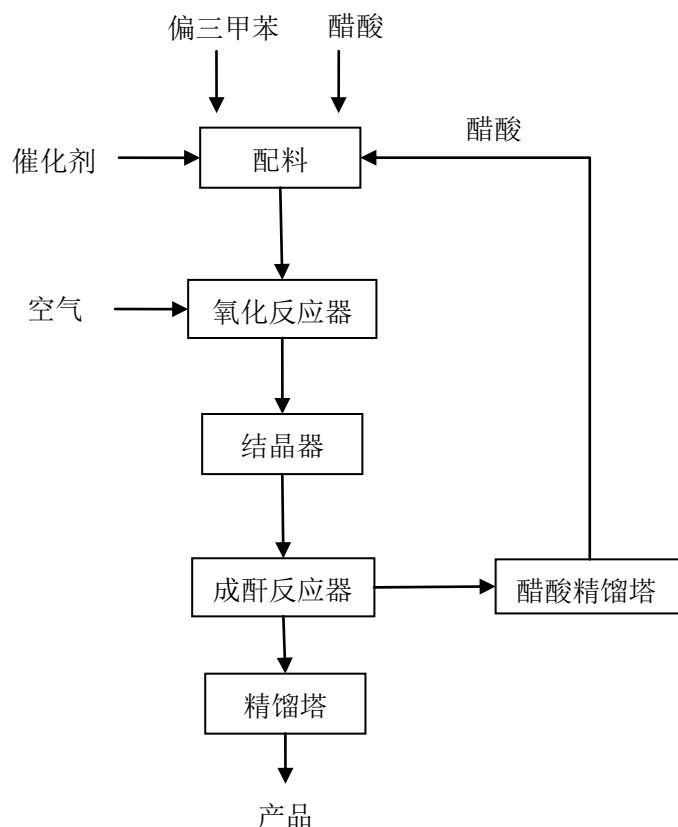 偏三甲苯
醋酸
醋酸
催化剂
配料
空气
氧化反应器
结晶器
成酐反应器
醋酸精馏塔
精馏塔
产品